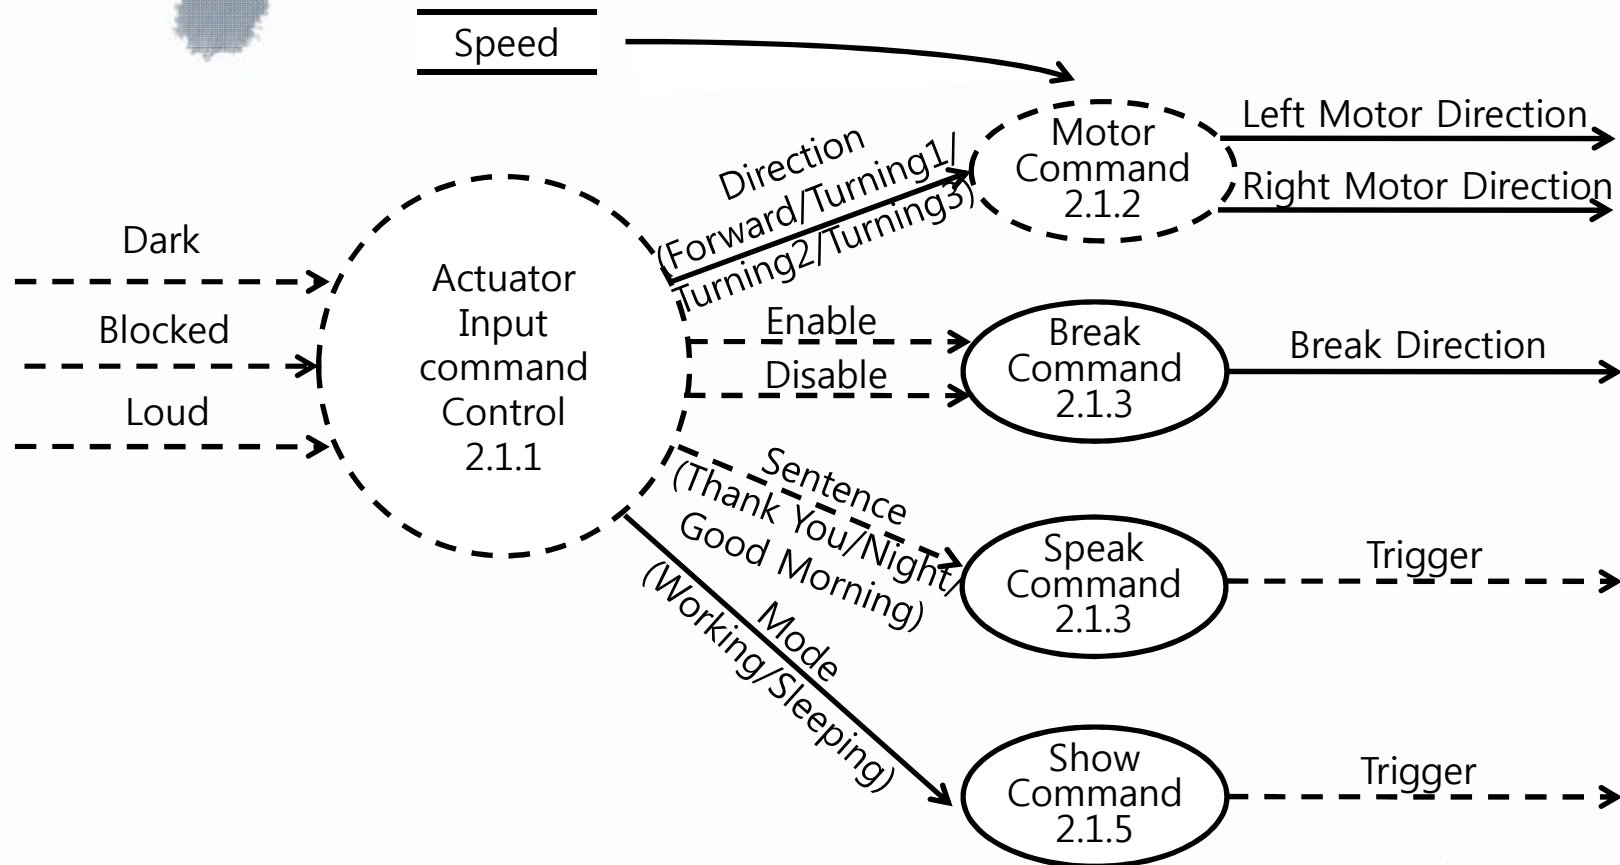 Speed
Motor
Command
2.1.2
Left Motor Direction
Right Motor Direction
Direction
(Forward/Turning1/
Turning2/Turning3)
Dark
Blocked
Loud
Actuator
Input
command
Control
2.1.1
Enable
Disable
Break
Command
2.1.3
Break Direction
Sentence
(Thank You/Night/
Good Morning)
Speak
Command
2.1.3
Trigger
Mode
(Working/Sleeping)
Show
Command
2.1.5
Trigger